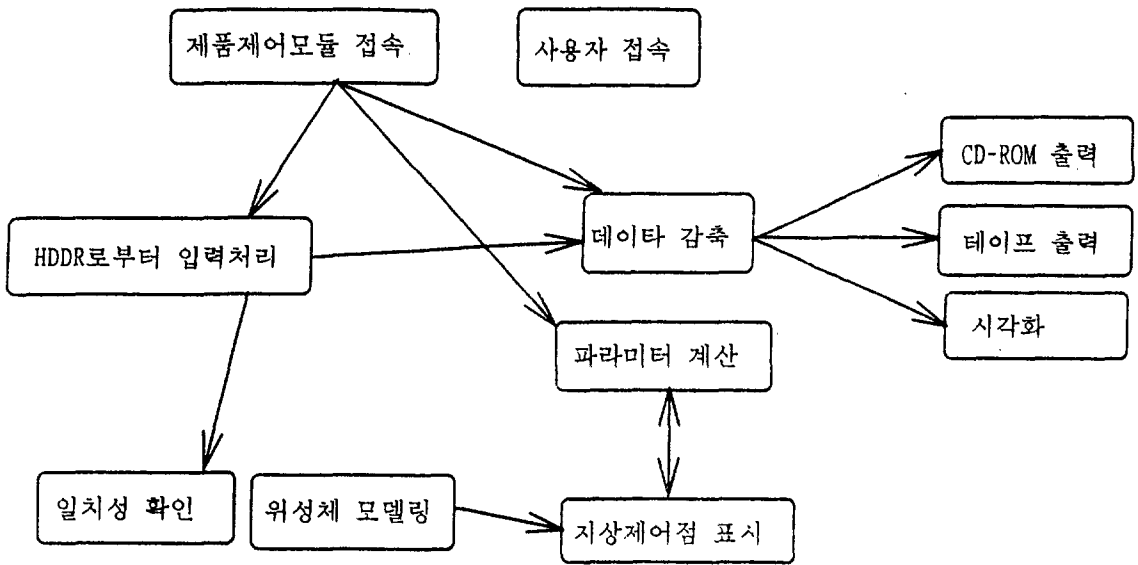 제품제어모듈 접속
사용자 접속
CD-ROM 출력
데이타 감축
테이프 출력
HDDR로부터 입력처리
시각화
파라미터 계산
일치성 확인
위성체 모델링
지상제어점 표시